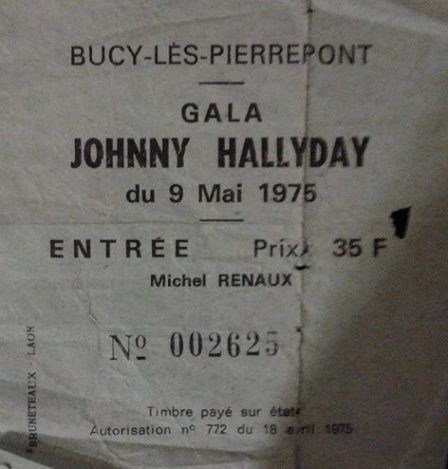 BUCY-LÈS-PIERREPONT
GALA
JOHNNY HALLYDAY
du 9 Mai 1975
ENTRÉE Prix 35 F
Michel RENAUX
Nº 002625
Timbre payé sur état
Autorisation nº 772 du 18 avril 1975
BRUNETEAUX LAON